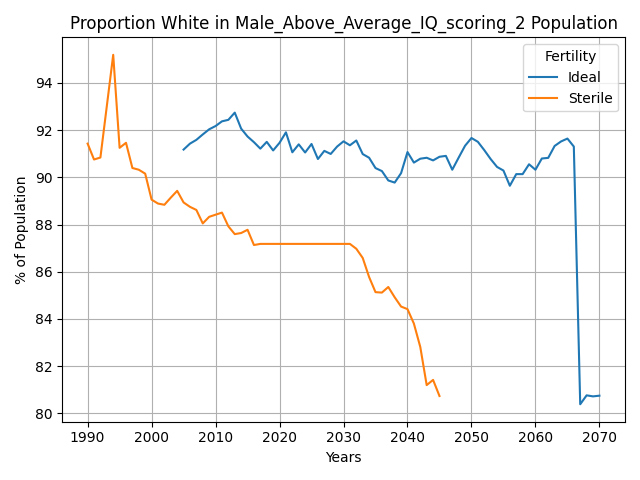 Proportion White in Male_Above_Average_IQ_scoring_2 Population
Fertility
Ideal
Sterile
% of Population
94
92
90
88
86
84
82
80
1990 2000 2010 2020 2030 2040 2050 2060 2070
Years